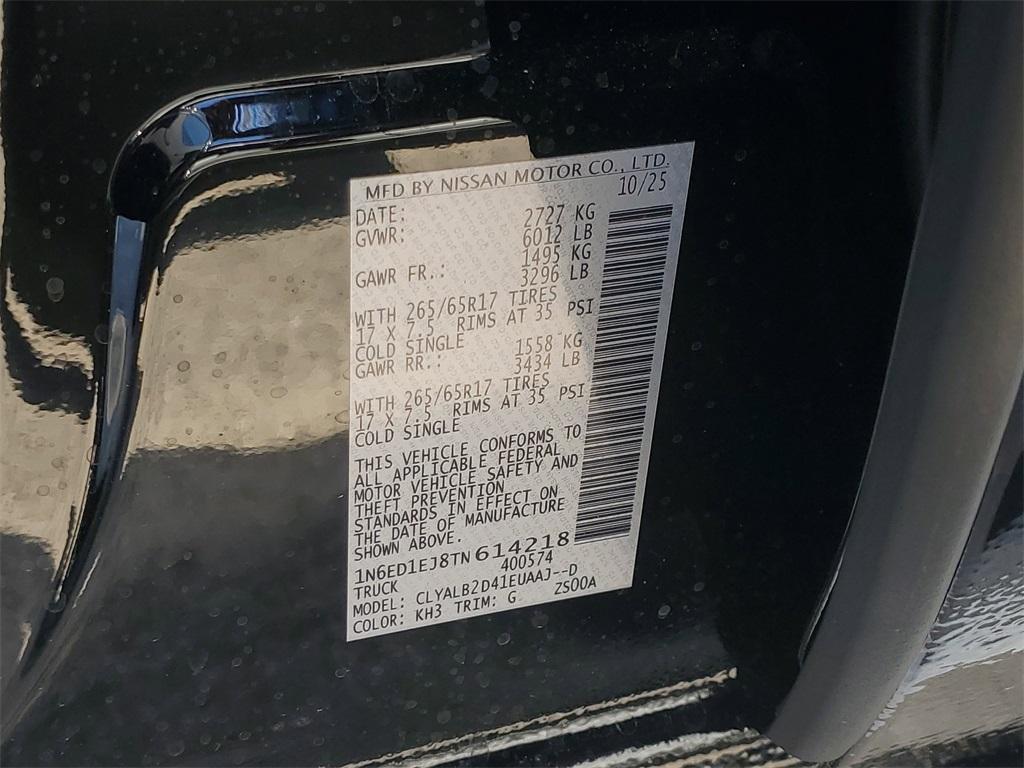 MFD BY NISSAN MOTOR CO., LTD.
DATE: 10/25
GVWR: 2727 KG
6012 LB
GAWR FR.: 1495 KG
3296 LB
WITH 265/65R17 TIRES
17 X 7.5 RIMS AT 35 PSI
COLD SINGLE
GAWR RR.: 1558 KG
3434 LB
WITH 265/65R17 TIRES
17 X 7.5 RIMS AT 35 PSI
COLD SINGLE
THIS VEHICLE CONFORMS TO
ALL APPLICABLE FEDERAL
MOTOR VEHICLE SAFETY AND
THEFT PREVENTION
STANDARDS IN EFFECT ON
THE DATE OF MANUFACTURE
SHOWN ABOVE.
1N6ED1EJ8TN614218
TRUCK 400574
MODEL: CLYALB2D41EUAAJ--D
COLOR: KH3 TRIM: G ZS00A